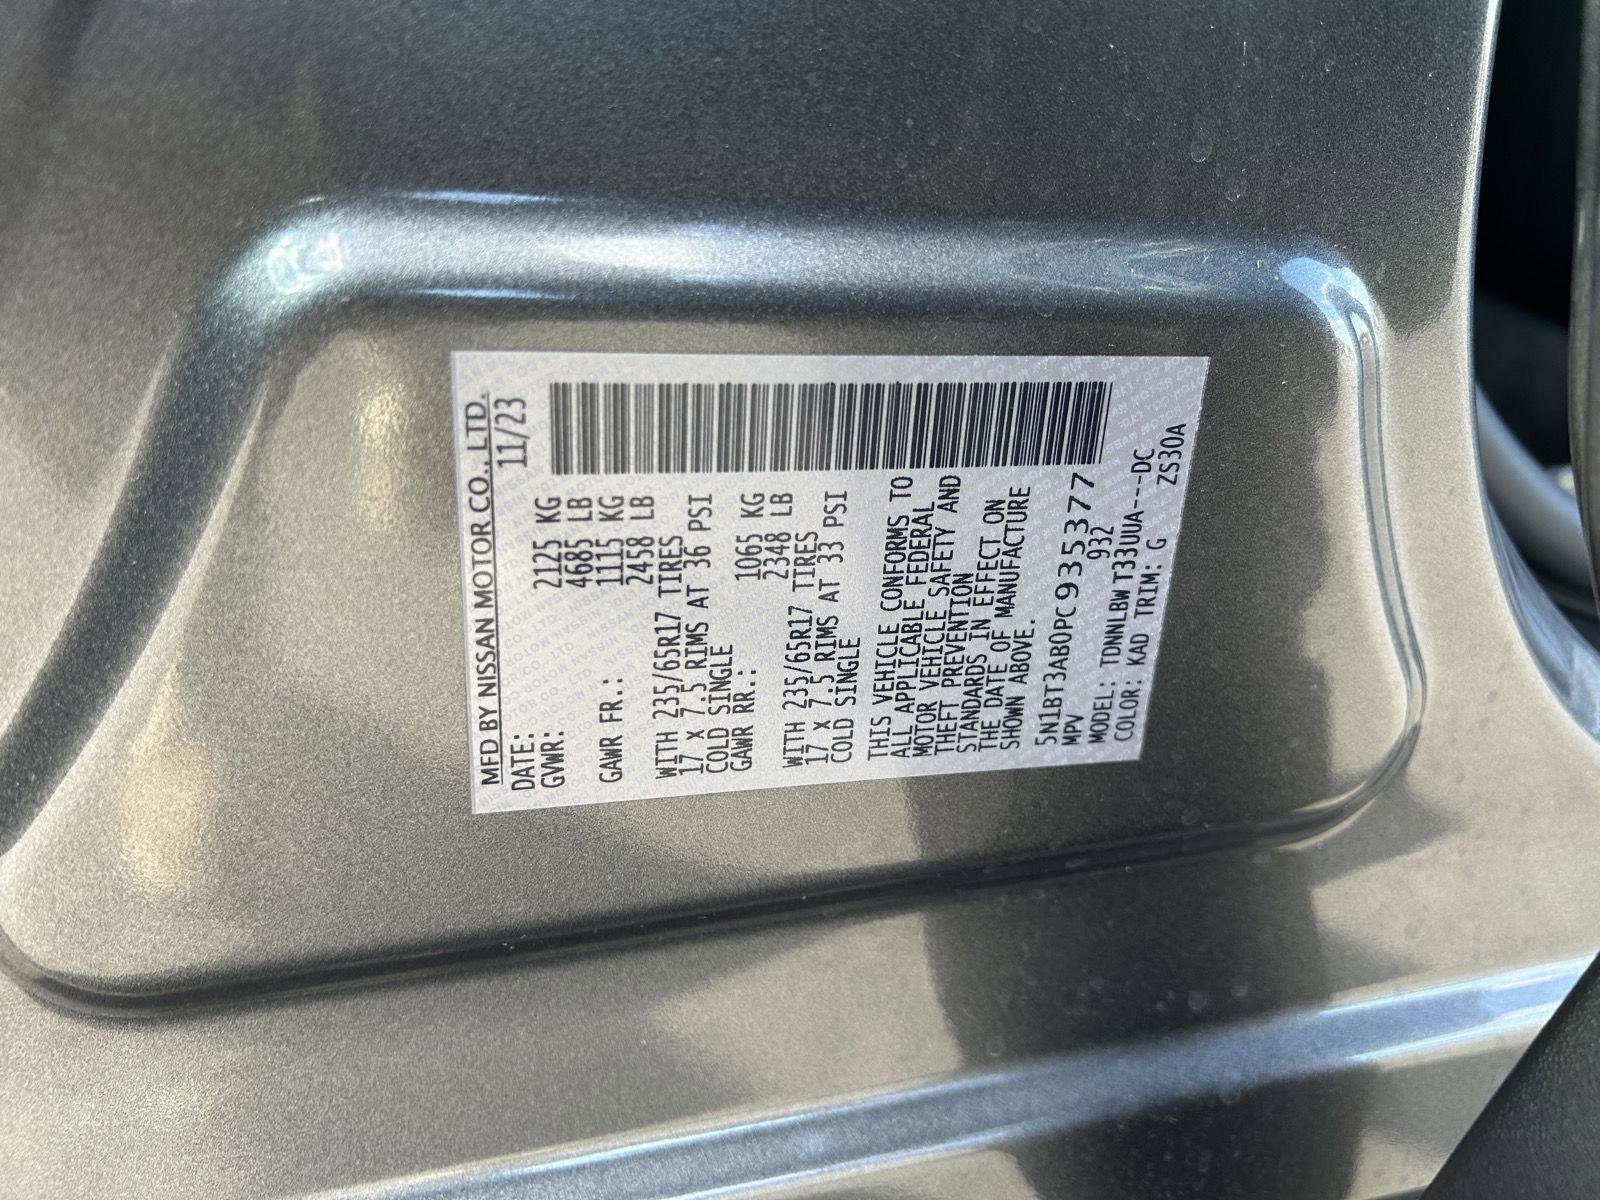 MFD BY NISSAN MOTOR CO., LTD.
DATE: 11/23
GVWR: 2125 KG
4685 LB
GAWR FR.: 1115 KG
2458 LB
WITH 235/65R17 TIRES
17 X 7.5 RIMS AT 36 PSI
COLD SINGLE
GAWR RR.: 1065 KG
2348 LB
WITH 235/65R17 TIRES
17 X 7.5 RIMS AT 33 PSI
COLD SINGLE
THIS VEHICLE CONFORMS TO
ALL APPLICABLE FEDERAL
MOTOR VEHICLE SAFETY AND
THEFT PREVENTION
STANDARDS IN EFFECT ON
THE DATE OF MANUFACTURE
SHOWN ABOVE.
5N1BT3AB0PC935377
MPV 932
MODEL: TDNNLBWT33UUA---DC
COLOR: KAD TRIM: G ZS30A